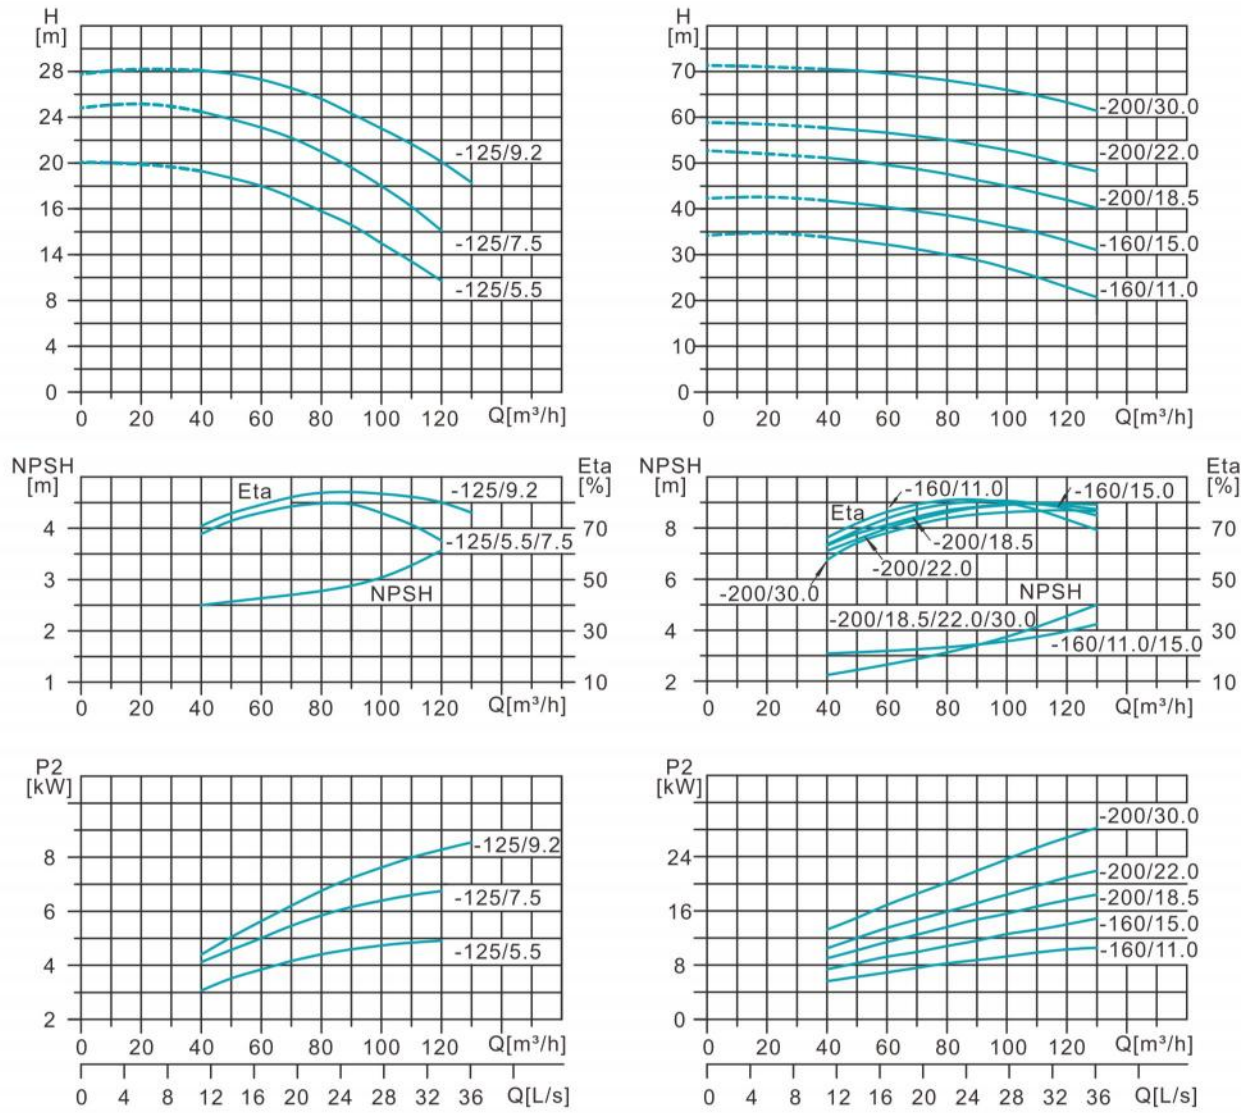 H
[m]
28
24
20
16
14
8
4
0
-125/9.2
-125/7.5
-125/5.5
0 20 40 60 80 100 120 Q[m³/h]
H
[m]
70
60
50
40
30
20
10
0
-200/30.0
-200/22.0
-200/18.5
-160/15.0
-160/11.0
0 20 40 60 80 100 120 Q[m³/h]
NPSH
[m]
Eta
[%]
4
3
2
1
70
50
30
10
Eta
-125/9.2
-125/5.5/7.5
NPSH
0 20 40 60 80 100 120 Q[m³/h]
NPSH
[m]
Eta
[%]
8
6
4
2
70
50
30
10
-160/11.0
-160/15.0
Eta
-200/18.5
-200/22.0
-200/30.0
NPSH
-200/18.5/22.0/30.0
-160/11.0/15.0
0 20 40 60 80 100 120 Q[m³/h]
P2
[kW]
8
6
4
2
-125/9.2
-125/7.5
-125/5.5
0 20 40 60 80 100 120 Q[m³/h]
0 4 8 12 16 20 24 28 32 36 Q[L/s]
P2
[kW]
24
16
8
0
-200/30.0
-200/22.0
-200/18.5
-160/15.0
-160/11.0
0 20 40 60 80 100 120 Q[m³/h]
0 4 8 12 16 20 24 28 32 36 Q[L/s]